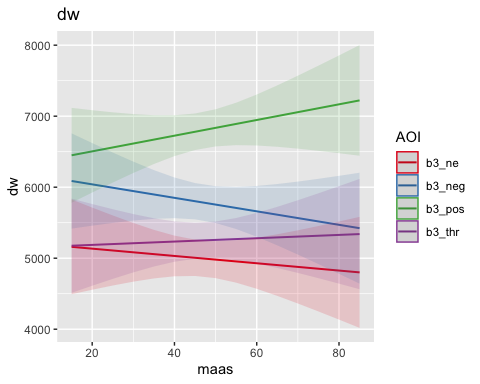 dw
8000
7000
6000
5000
4000
dw
20 40 60 80
maas
AOI
b3_ne
b3_neg
b3_pos
b3_thr